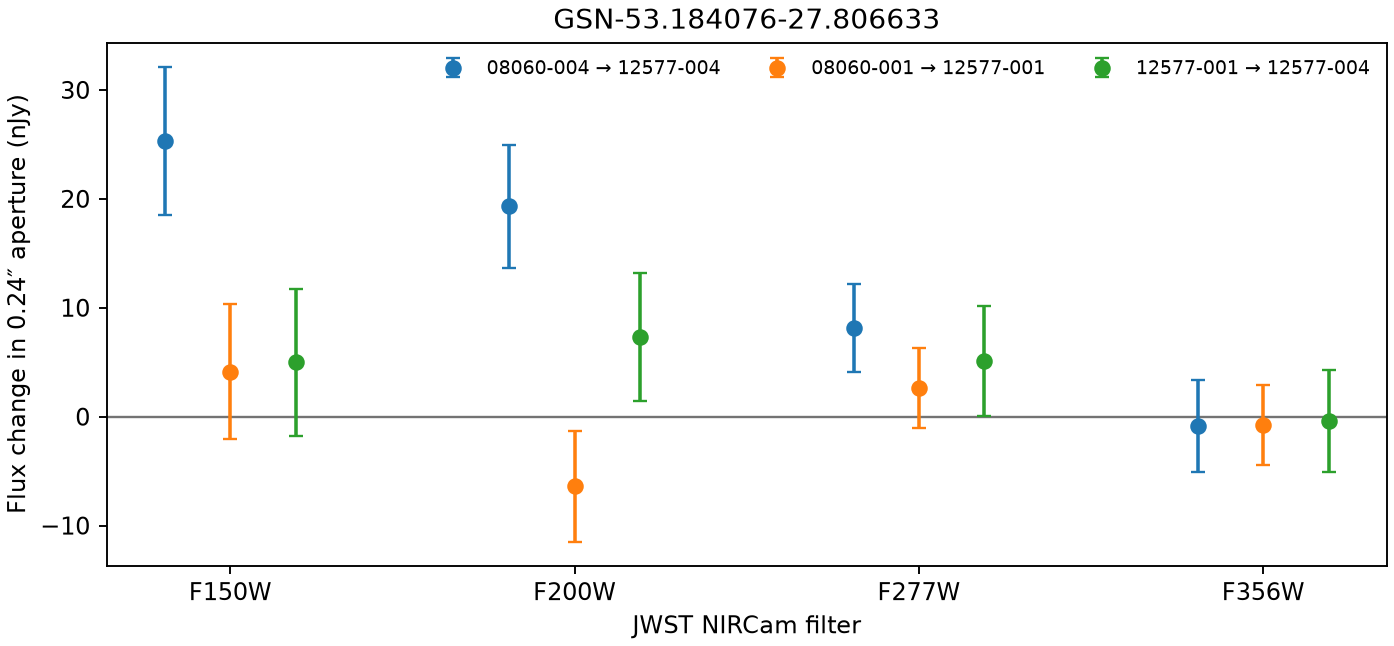 GSN-53.184076-27.806633
08060-004 → 12577-004
08060-001 → 12577-001
12577-001 → 12577-004
Flux change in 0.24″ aperture (nJy)
30
20
10
0
−10
F150W
F200W
F277W
F356W
JWST NIRCam filter